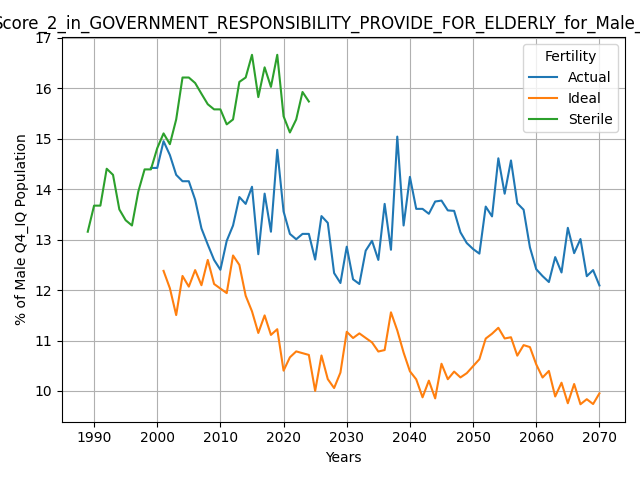 Score_2_in_GOVERNMENT_RESPONSIBILITY_PROVIDE_FOR_ELDERLY_for_Male_
Fertility
Actual
Ideal
Sterile
% of Male Q4_IQ Population
17
16
15
14
13
12
11
10
1990 2000 2010 2020 2030 2040 2050 2060 2070
Years